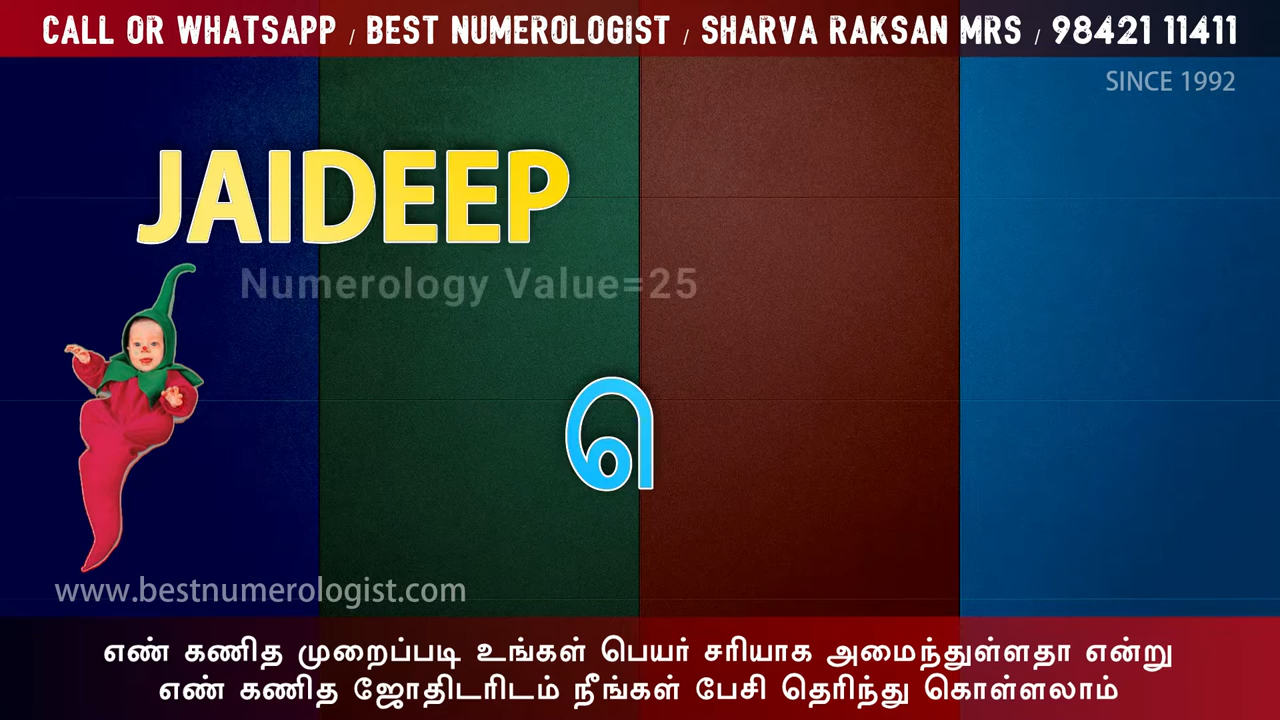 CALL OR WHATSAPP / BEST NUMEROLOGIST / SHARVA RAKSAN MRS / 98421 11411
SINCE 1992
JAIDEEP
Numerology Value=25
ெ
www.bestnumerologist.com
எண் கணித முறைப்படி உங்கள் பெயர் சரியாக அமைந்துள்ளதா என்று
எண் கணித ஜோதிடரிடம் நீங்கள் பேசி தெரிந்து கொள்ளலாம்